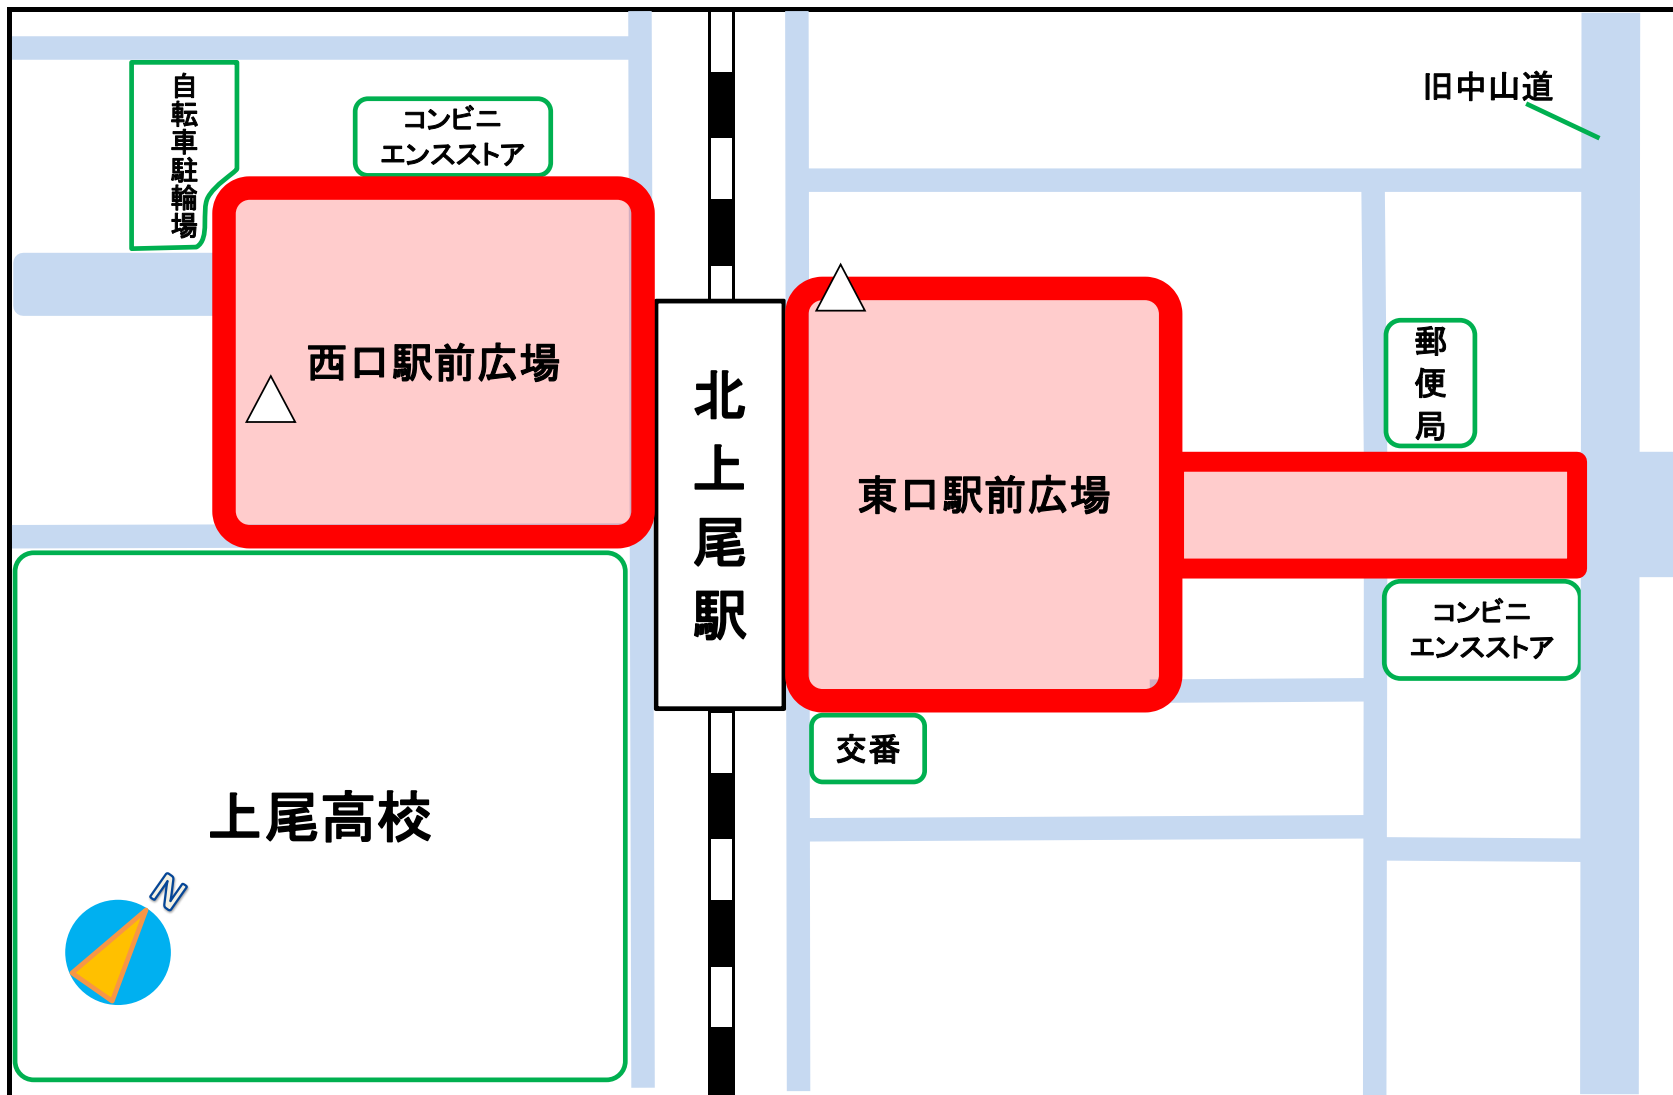 旧中山道
自転車駐輪場
コンビニ
エンスストア
西口駅前広場
北上尾駅
東口駅前広場
郵便局
コンビニ
エンスストア
交番
上尾高校
N